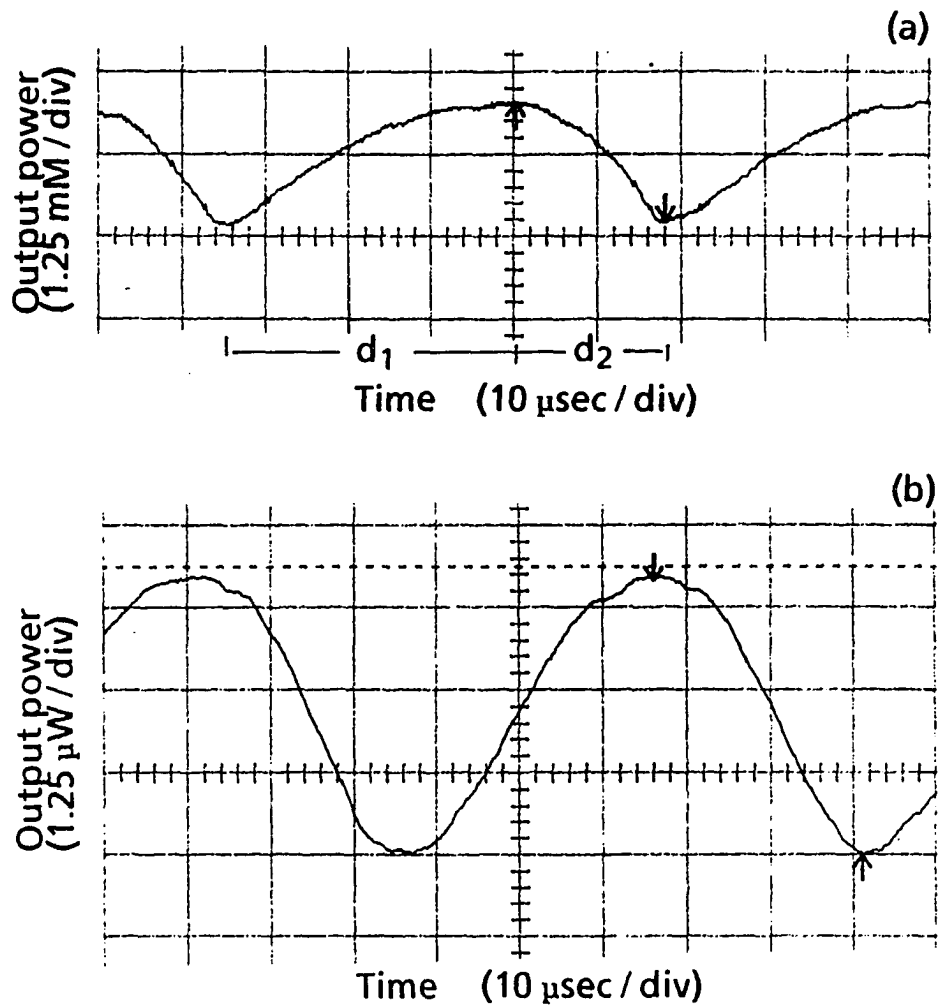 (a)
Output power
(1.25 mM / div)
d1
d2
Time (10 μsec / div)
(b)
Output power
(1.25 μW / div)
Time (10 μsec / div)